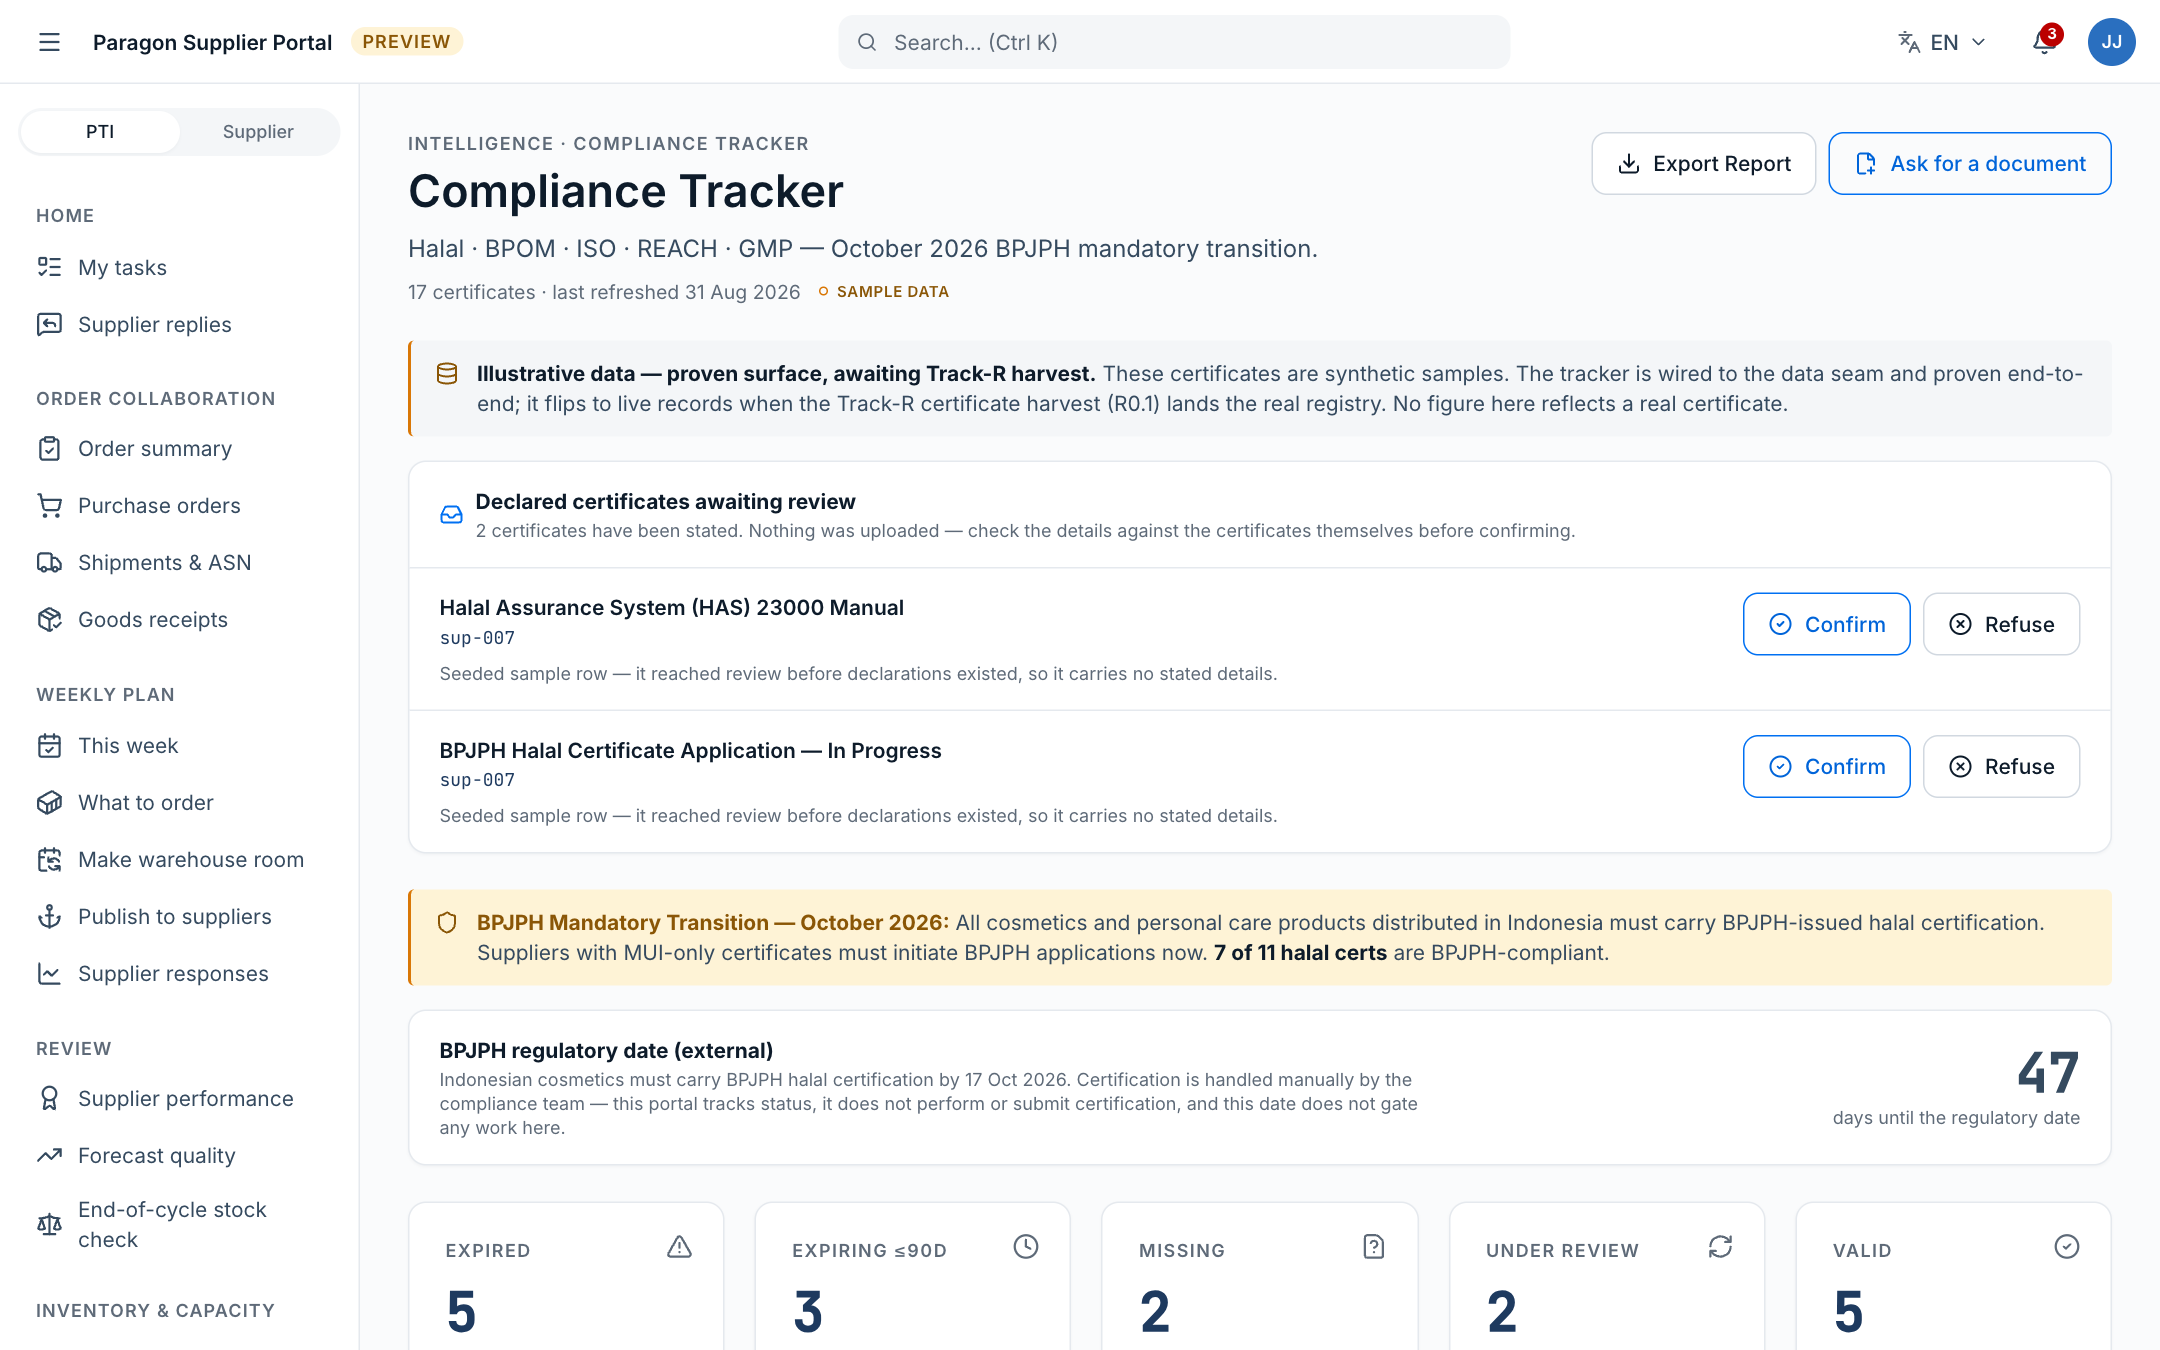 Paragon Supplier Portal PREVIEW
Search... (Ctrl K)
EN
3
JJ
PTI Supplier
HOME
My tasks
Supplier replies
ORDER COLLABORATION
Order summary
Purchase orders
Shipments & ASN
Goods receipts
WEEKLY PLAN
This week
What to order
Make warehouse room
Publish to suppliers
Supplier responses
REVIEW
Supplier performance
Forecast quality
End-of-cycle stock
check
INVENTORY & CAPACITY
INTELLIGENCE · COMPLIANCE TRACKER
Compliance Tracker
Export Report
Ask for a document
Halal · BPOM · ISO · REACH · GMP — October 2026 BPJPH mandatory transition.
17 certificates · last refreshed 31 Aug 2026 SAMPLE DATA
Illustrative data — proven surface, awaiting Track-R harvest. These certificates are synthetic samples. The tracker is wired to the data seam and proven end-to-
end; it flips to live records when the Track-R certificate harvest (R0.1) lands the real registry. No figure here reflects a real certificate.
Declared certificates awaiting review
2 certificates have been stated. Nothing was uploaded — check the details against the certificates themselves before confirming.
Halal Assurance System (HAS) 23000 Manual
sup-007
Seeded sample row — it reached review before declarations existed, so it carries no stated details.
Confirm Refuse
BPJPH Halal Certificate Application — In Progress
sup-007
Seeded sample row — it reached review before declarations existed, so it carries no stated details.
Confirm Refuse
BPJPH Mandatory Transition — October 2026: All cosmetics and personal care products distributed in Indonesia must carry BPJPH-issued halal certification.
Suppliers with MUI-only certificates must initiate BPJPH applications now. 7 of 11 halal certs are BPJPH-compliant.
BPJPH regulatory date (external)
Indonesian cosmetics must carry BPJPH halal certification by 17 Oct 2026. Certification is handled manually by the
compliance team — this portal tracks status, it does not perform or submit certification, and this date does not gate
any work here.
47
days until the regulatory date
EXPIRED
5
EXPIRING ≤90D
3
MISSING
2
UNDER REVIEW
2
VALID
5